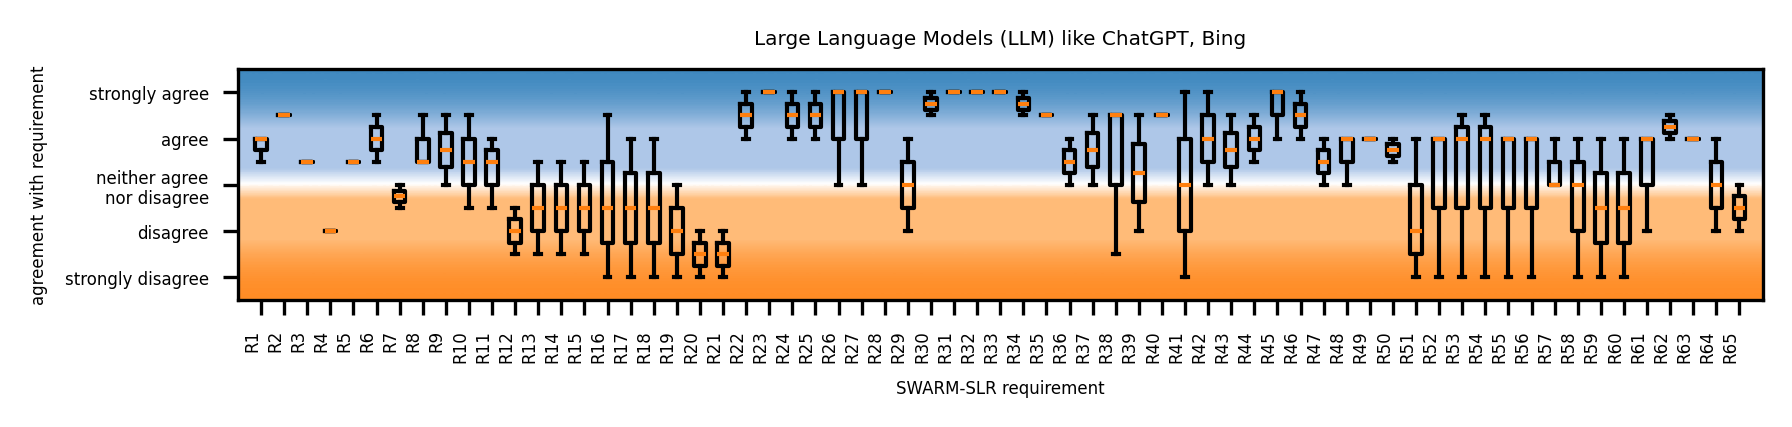 Large Language Models (LLM) like ChatGPT, Bing
agreement with requirement
strongly agree
agree
neither agree
nor disagree
disagree
strongly disagree
R1 R2 R3 R4 R5 R6 R7 R8 R9 R10 R11 R12 R13 R14 R15 R16 R17 R18 R19 R20 R21 R22 R23 R24 R25 R26 R27 R28 R29 R30 R31 R32 R33 R34 R35 R36 R37 R38 R39 R40 R41 R42 R43 R44 R45 R46 R47 R48 R49 R50 R51 R52 R53 R54 R55 R56 R57 R58 R59 R60 R61 R62 R63 R64 R65
SWARM-SLR requirement